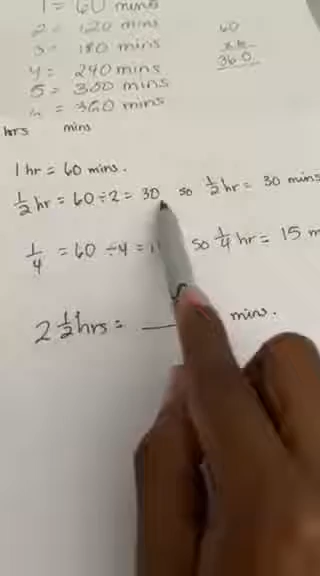 1 = 60 mins
2 = 120 mins
3 = 180 mins
4 = 240 mins
5 = 300 mins
= 360 mins
60
360
hrs mins
1 hr = 60 mins.
1/2 hr = 60 ÷ 2 = 30 so 1/2 hr = 30 mins
1/4 = 60 ÷ 4 = so 1/4 hr = 15 m
2 1/2 hrs = ___ mins.